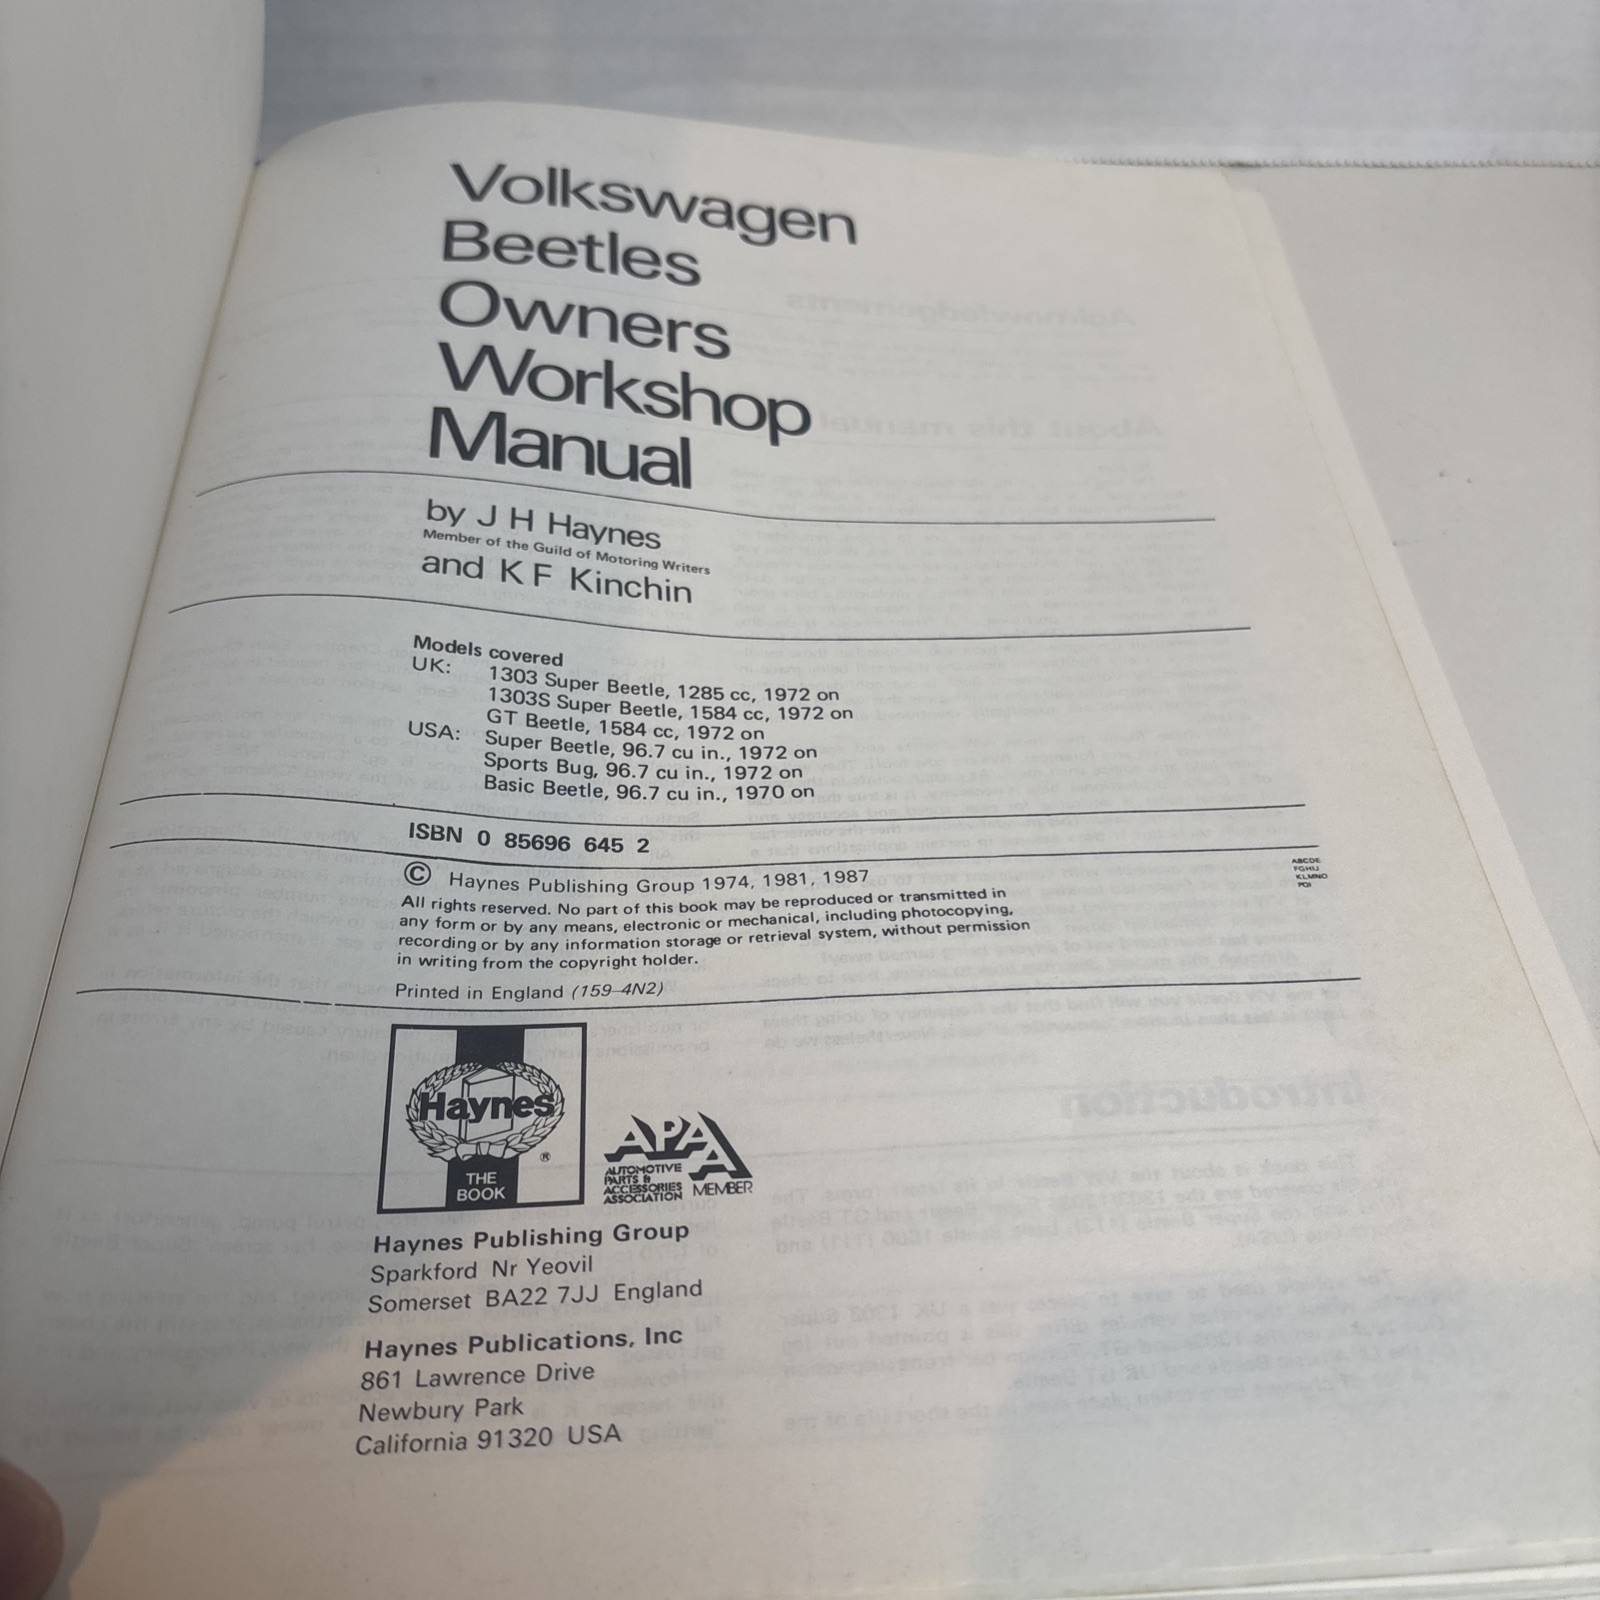 Volkswagen
Beetles
Owners
Workshop
Manual
by J H Haynes
Member of the Guild of Motoring Writers
and K F Kinchin
Models covered
UK: 1303 Super Beetle, 1285 cc, 1972 on
1303S Super Beetle, 1584 cc, 1972 on
GT Beetle, 1584 cc, 1972 on
USA: Super Beetle, 96.7 cu in., 1972 on
Sports Bug, 96.7 cu in., 1972 on
Basic Beetle, 96.7 cu in., 1970 on
ISBN 0 85696 645 2
© Haynes Publishing Group 1974, 1981, 1987
ABCDE
FGHIJ
KLMNO
PQI
All rights reserved. No part of this book may be reproduced or transmitted in
any form or by any means, electronic or mechanical, including photocopying,
recording or by any information storage or retrieval system, without permission
in writing from the copyright holder.
Printed in England (159-4N2)
Haynes
®
THE
BOOK
APAA
AUTOMOTIVE
PARTS &
ACCESSORIES
ASSOCIATION MEMBER
Haynes Publishing Group
Sparkford Nr Yeovil
Somerset BA22 7JJ England
Haynes Publications, Inc
861 Lawrence Drive
Newbury Park
California 91320 USA